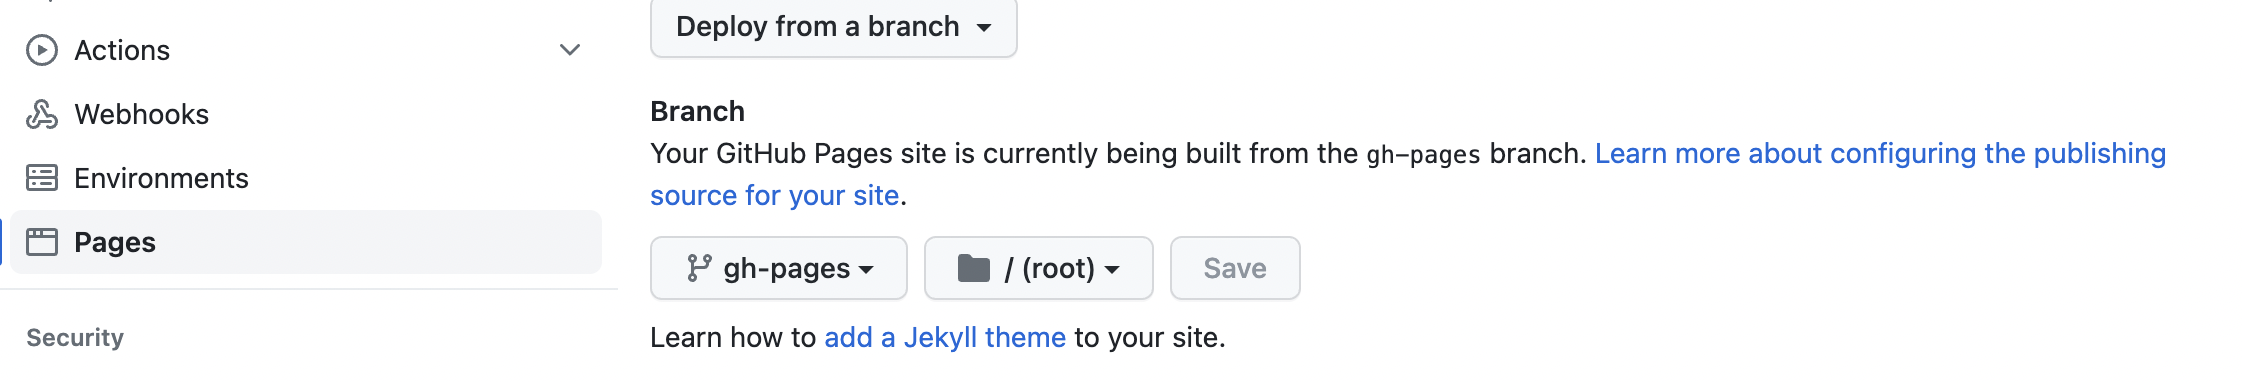 Actions
Webhooks
Environments
Pages
Security
Deploy from a branch
Branch
Your GitHub Pages site is currently being built from the gh-pages branch. Learn more about configuring the publishing
source for your site.
gh-pages
/ (root)
Save
Learn how to add a Jekyll theme to your site.